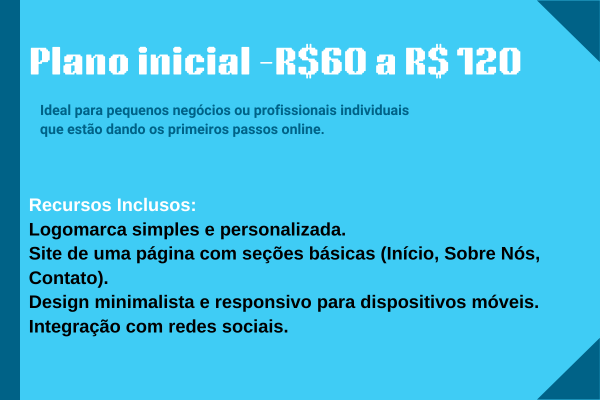 Plano inicial -R$60 a R$ 120
Ideal para pequenos negócios ou profissionais individuais
que estão dando os primeiros passos online.
Recursos Inclusos:
Logomarca simples e personalizada.
Site de uma página com seções básicas (Início, Sobre Nós,
Contato).
Design minimalista e responsivo para dispositivos móveis.
Integração com redes sociais.